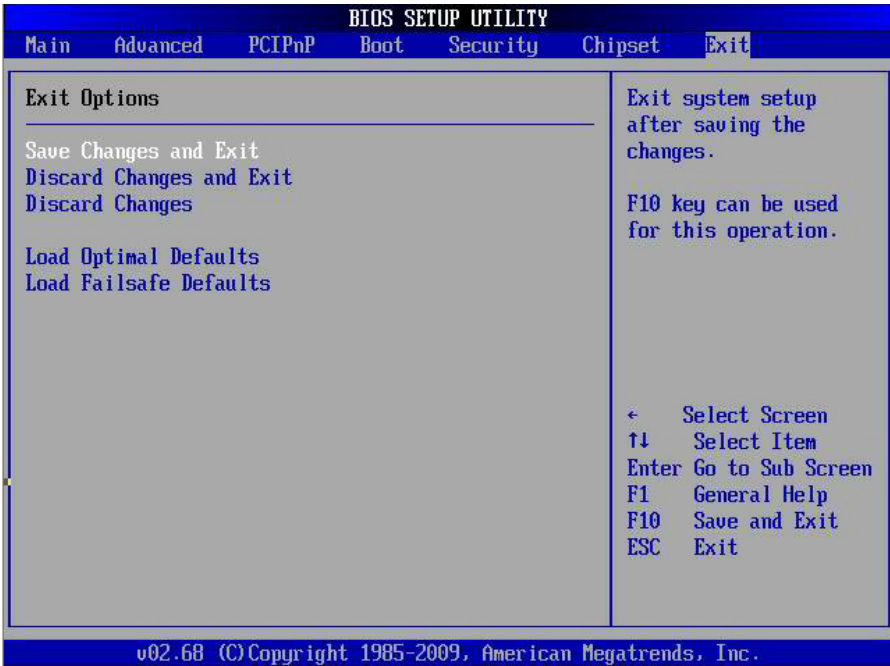 BIOS SETUP UTILITY
Main Advanced PCIPnP Boot Security Chipset Exit
Exit Options
Save Changes and Exit
Discard Changes and Exit
Discard Changes
Load Optimal Defaults
Load Failsafe Defaults
Exit system setup
after saving the
changes.
F10 key can be used
for this operation.
← Select Screen
↑↓ Select Item
Enter Go to Sub Screen
F1 General Help
F10 Save and Exit
ESC Exit
v02.68 (C)Copyright 1985-2009, American Megatrends, Inc.